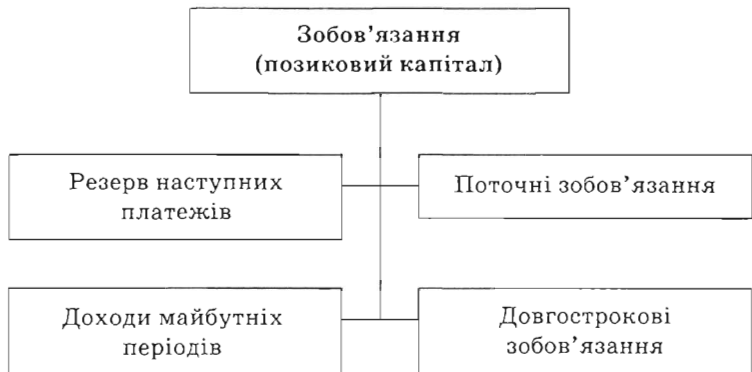 Зобов’язання
(позиковий капітал)
Резерв наступних
платежів
Поточні зобов’язання
Доходи майбутніх
періодів
Довгострокові
зобов’язання